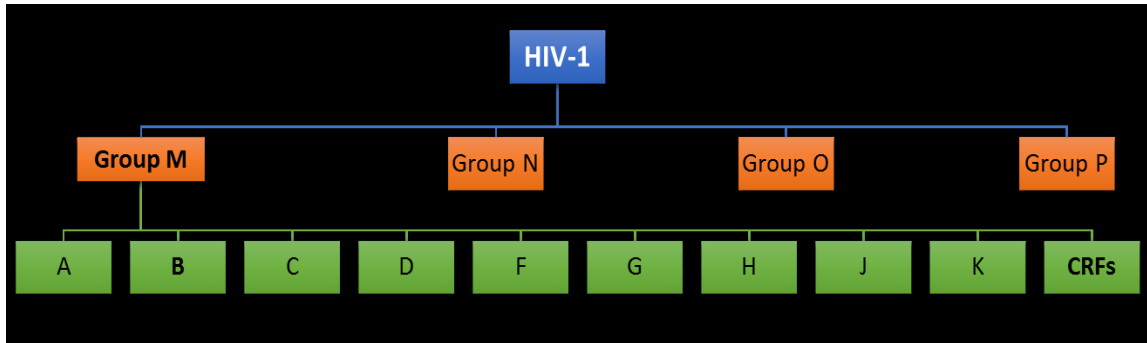 HIV-1
Group M
Group N
Group O
Group P
A
B
C
D
F
G
H
J
K
CRFs